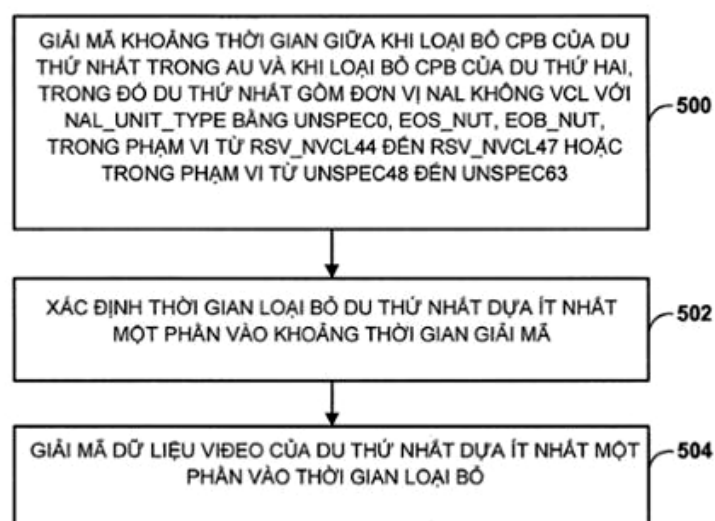 GIẢI MÃ KHOẢNG THỜI GIAN GIỮA KHI LOẠI BỎ CPB CỦA DU
THỨ NHẤT TRONG AU VÀ KHI LOẠI BỎ CPB CỦA DU THỨ HAI,
TRONG ĐÓ DU THỨ NHẤT GỒM ĐƠN VỊ NAL KHÔNG VCL VỚI
NAL_UNIT_TYPE BẰNG UNSPEC0, EOS_NUT, EOB_NUT,
TRONG PHẠM VI TỪ RSV_NVCL44 ĐẾN RSV_NVCL47 HOẶC
TRONG PHẠM VI TỪ UNSPEC48 ĐẾN UNSPEC63
500
XÁC ĐỊNH THỜI GIAN LOẠI BỎ DU THỨ NHẤT DỰA ÍT NHẤT
MỘT PHẦN VÀO KHOẢNG THỜI GIAN GIẢI MÃ
502
GIẢI MÃ DỮ LIỆU VIĐEO CỦA DU THỨ NHẤT DỰA ÍT NHẤT MỘT
PHẦN VÀO THỜI GIAN LOẠI BỎ
504